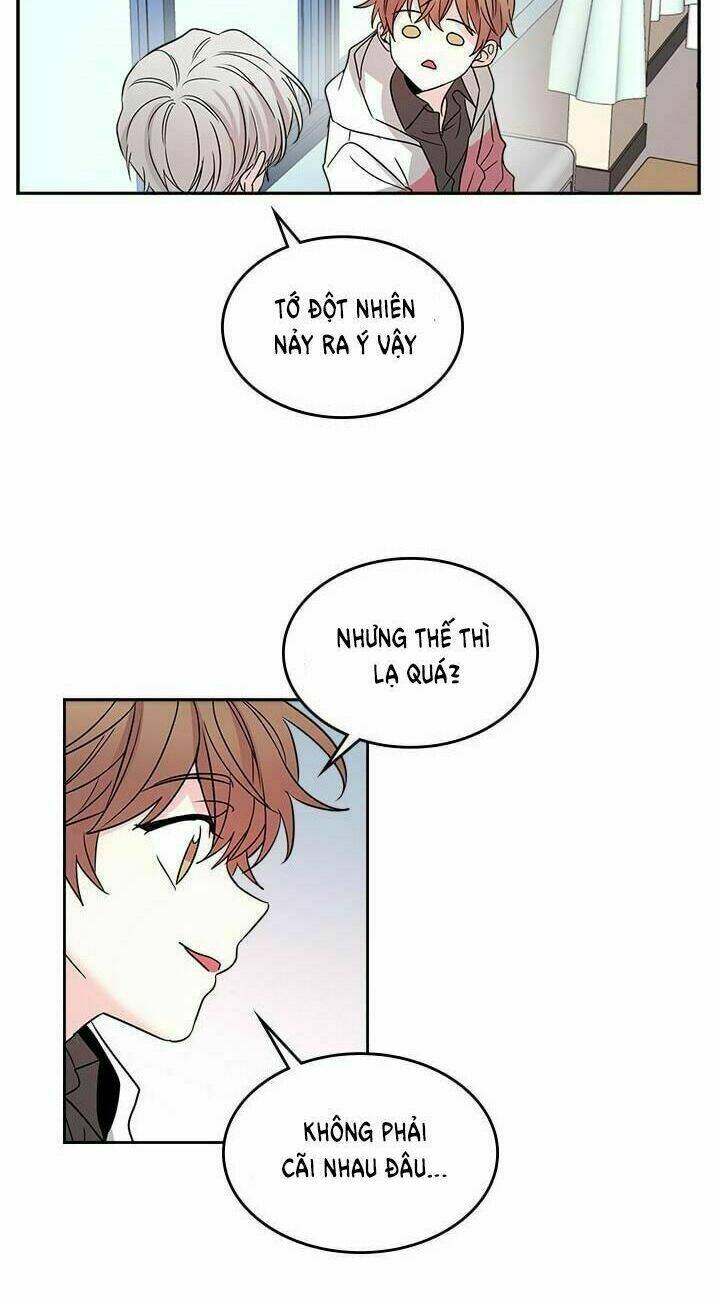 TỚ ĐỘT NHIÊN
NẢY RA Ý VẬY
NHƯNG THẾ THÌ
LẠ QUÁ?
KHÔNG PHẢI
CÃI NHAU ĐÂU...